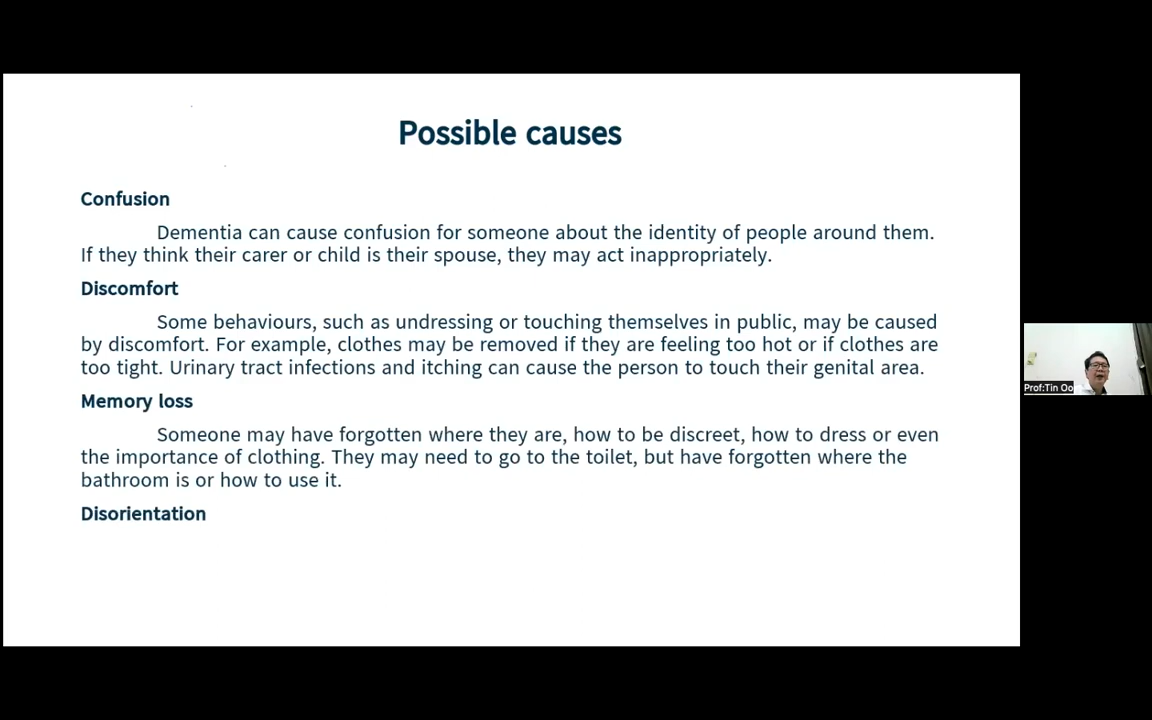 Possible causes
Confusion
Dementia can cause confusion for someone about the identity of people around them.
If they think their carer or child is their spouse, they may act inappropriately.
Discomfort
Some behaviours, such as undressing or touching themselves in public, may be caused
by discomfort. For example, clothes may be removed if they are feeling too hot or if clothes are
too tight. Urinary tract infections and itching can cause the person to touch their genital area.
Memory loss
Someone may have forgotten where they are, how to be discreet, how to dress or even
the importance of clothing. They may need to go to the toilet, but have forgotten where the
bathroom is or how to use it.
Disorientation
Prof:Tin Oo